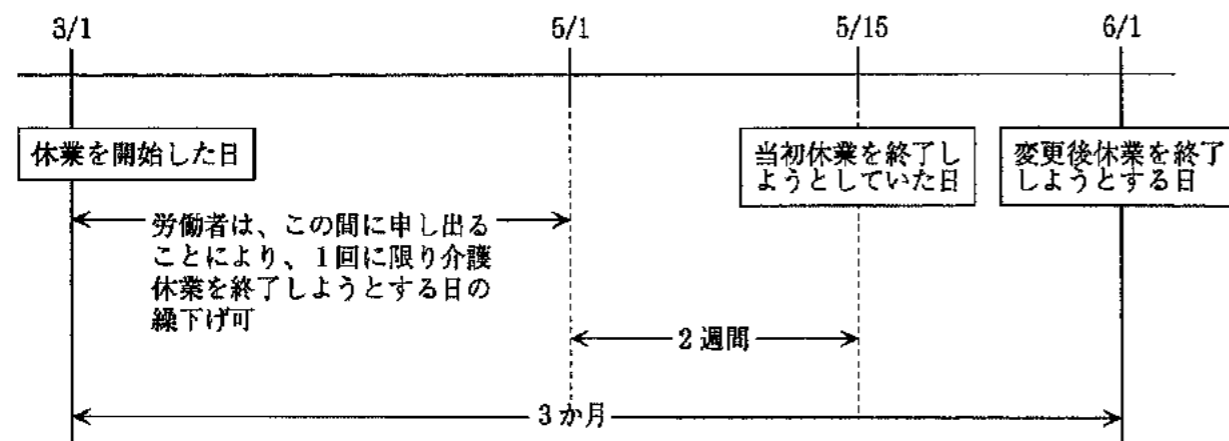 3/1
5/1
5/15
6/1
休業を開始した日
当初休業を終了し
ようとしていた日
変更後休業を終了
しようとする日
労働者は、この間に申し出る
ことにより、1回に限り介護
休業を終了しようとする日の
繰下げ可
2週間
3か月